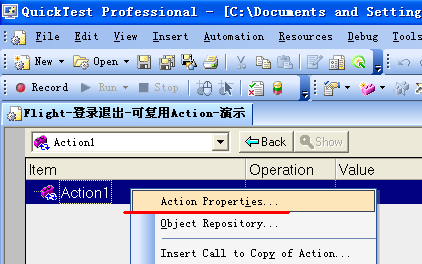 QuickTest Professional - [C:\Documents and Setting
File Edit View Insert Automation Resources Debug Tools
New Open
Record Run Stop
Flight-登录退出-可复用Action-演示
Action1 Back Show
Item Operation Value
Action1
Action Properties...
Object Repository...
Insert Call to Copy of Action...